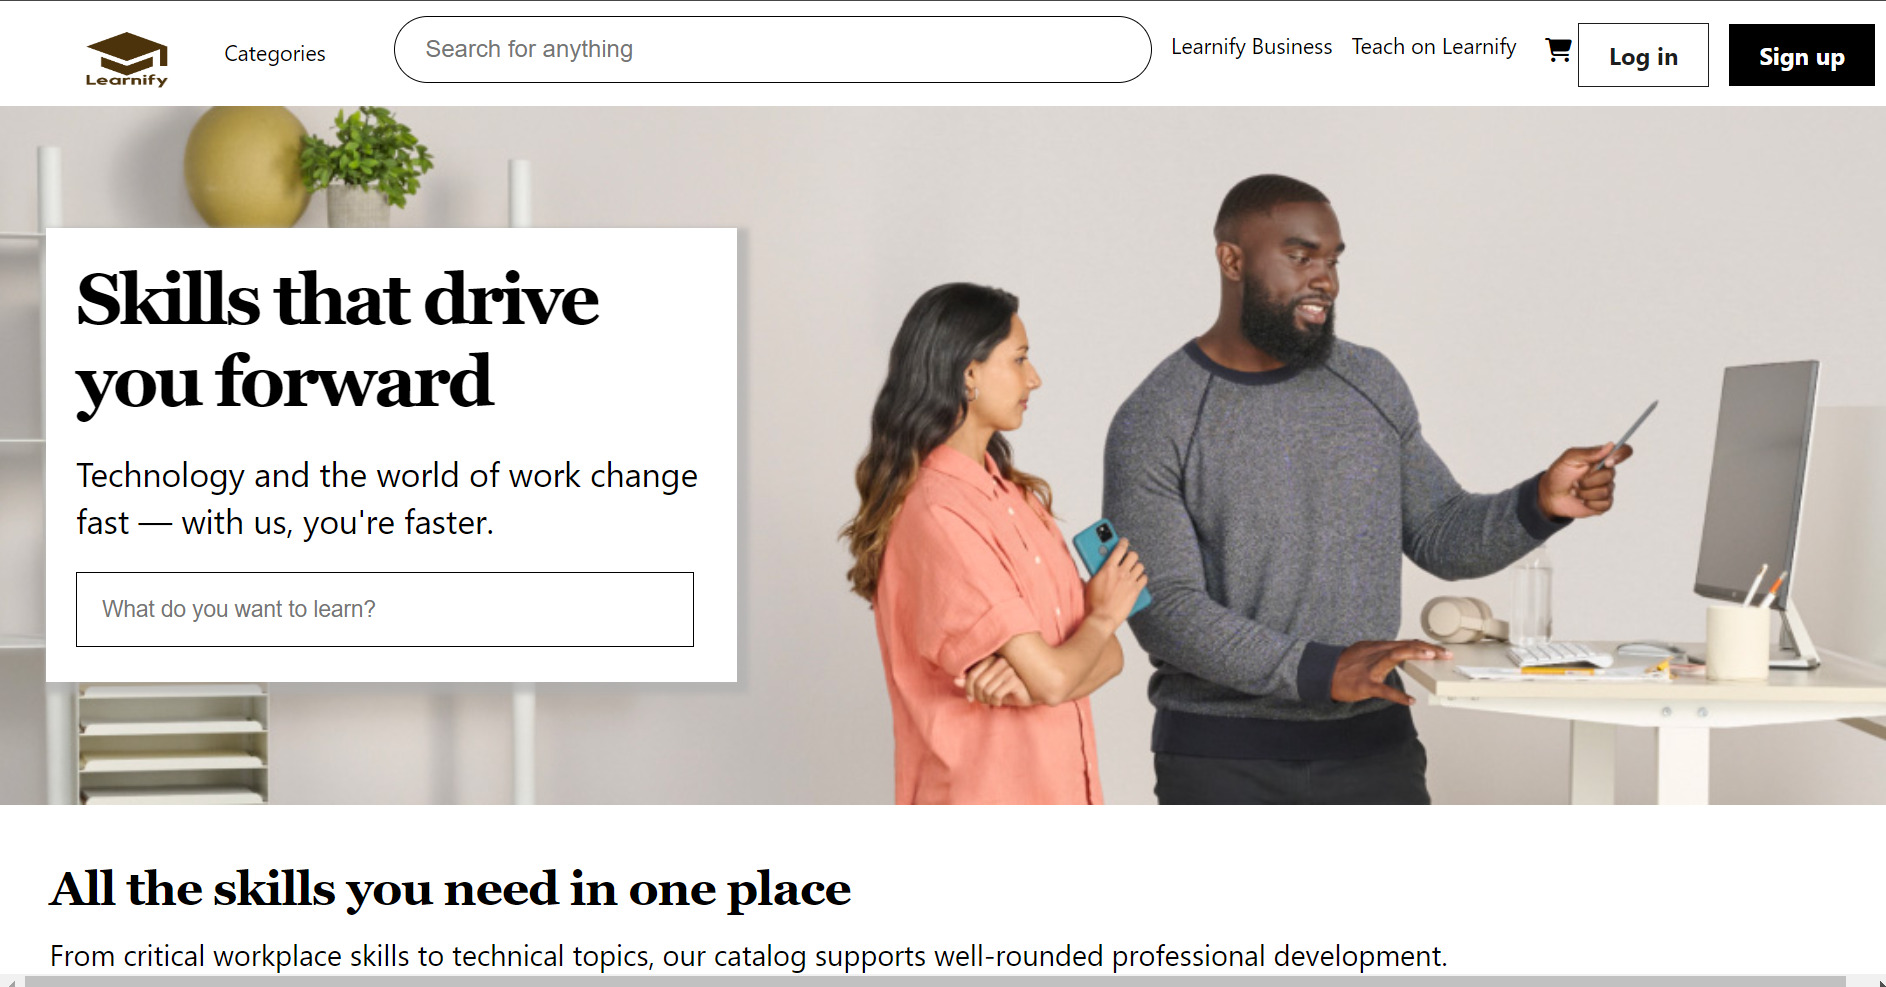 Learnify
Categories
Search for anything
Learnify Business
Teach on Learnify
Log in
Sign up
Skills that drive
you forward
Technology and the world of work change
fast — with us, you're faster.
What do you want to learn?
All the skills you need in one place
From critical workplace skills to technical topics, our catalog supports well-rounded professional development.